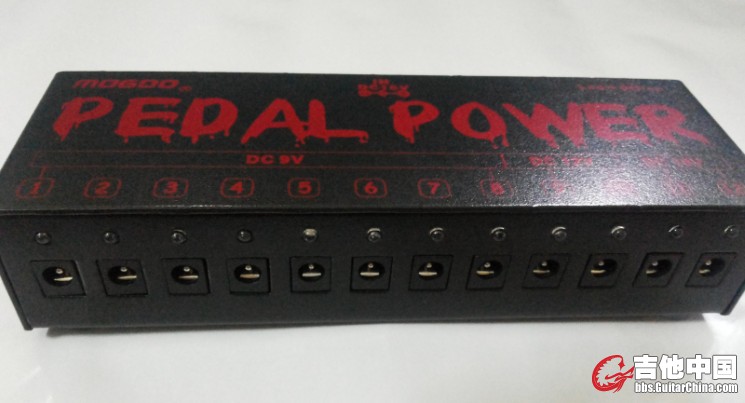 MOGOO®
PEDAL POWER
DC 9V
1 2 3 4 5 6 7 8
吉他中国
bbs.GuitarChina.com